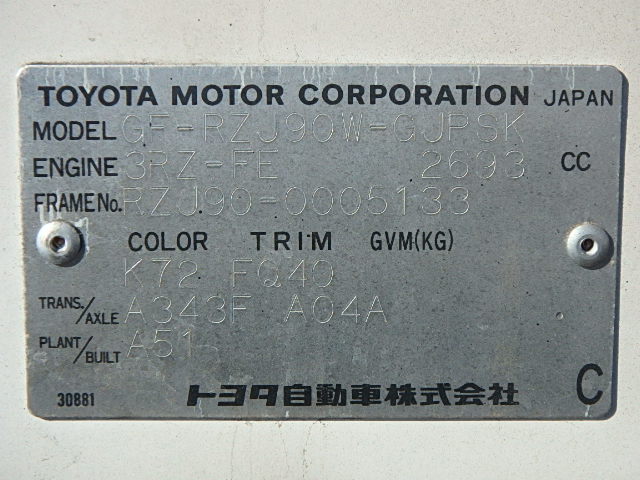 TOYOTA MOTOR CORPORATION JAPAN
MODEL GF-RZJ90W-GJPSK
ENGINE 3RZ-FE 2693 CC
FRAME No. RZJ90-0005133
COLOR TRIM GVM(KG)
K72 FQ40
TRANS./AXLE A343F A04A
PLANT/BUILT A51
30881 トヨタ自動車株式会社 C